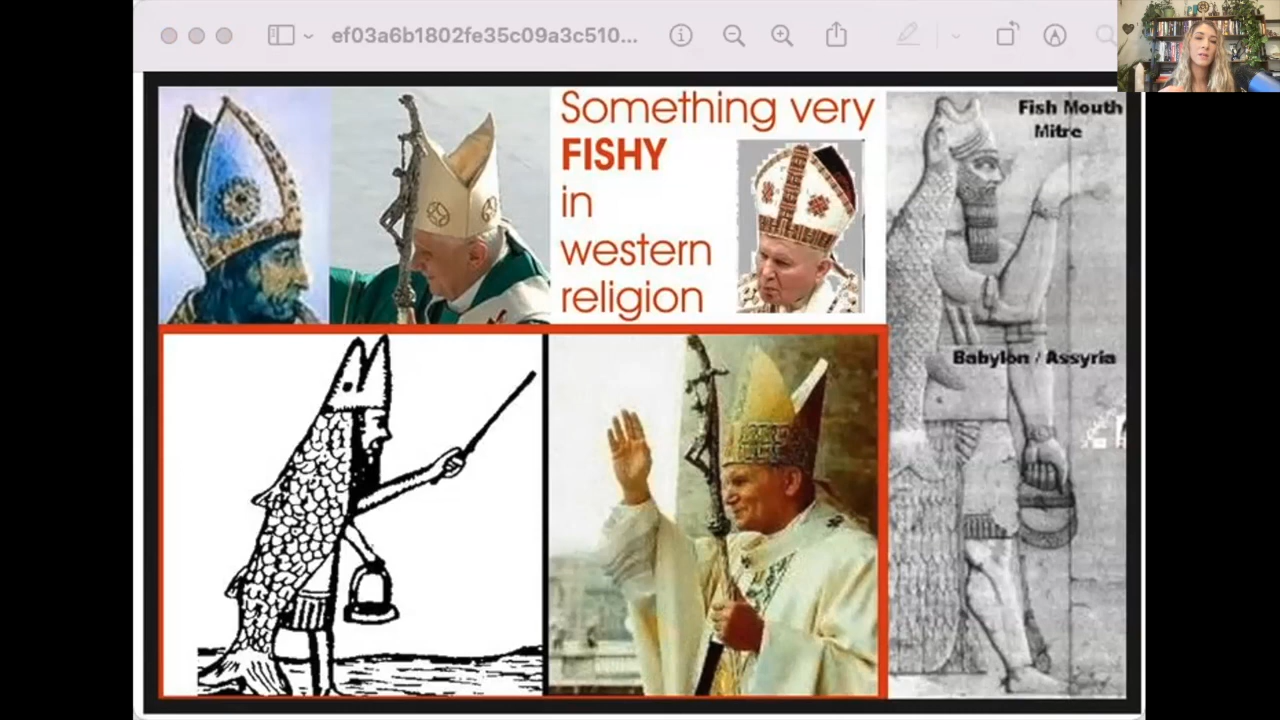 ef03a6b1802fe35c09a3c510...
Something very
FISHY
in
western
religion
Fish Mouth
Mitre
Babylon / Assyria